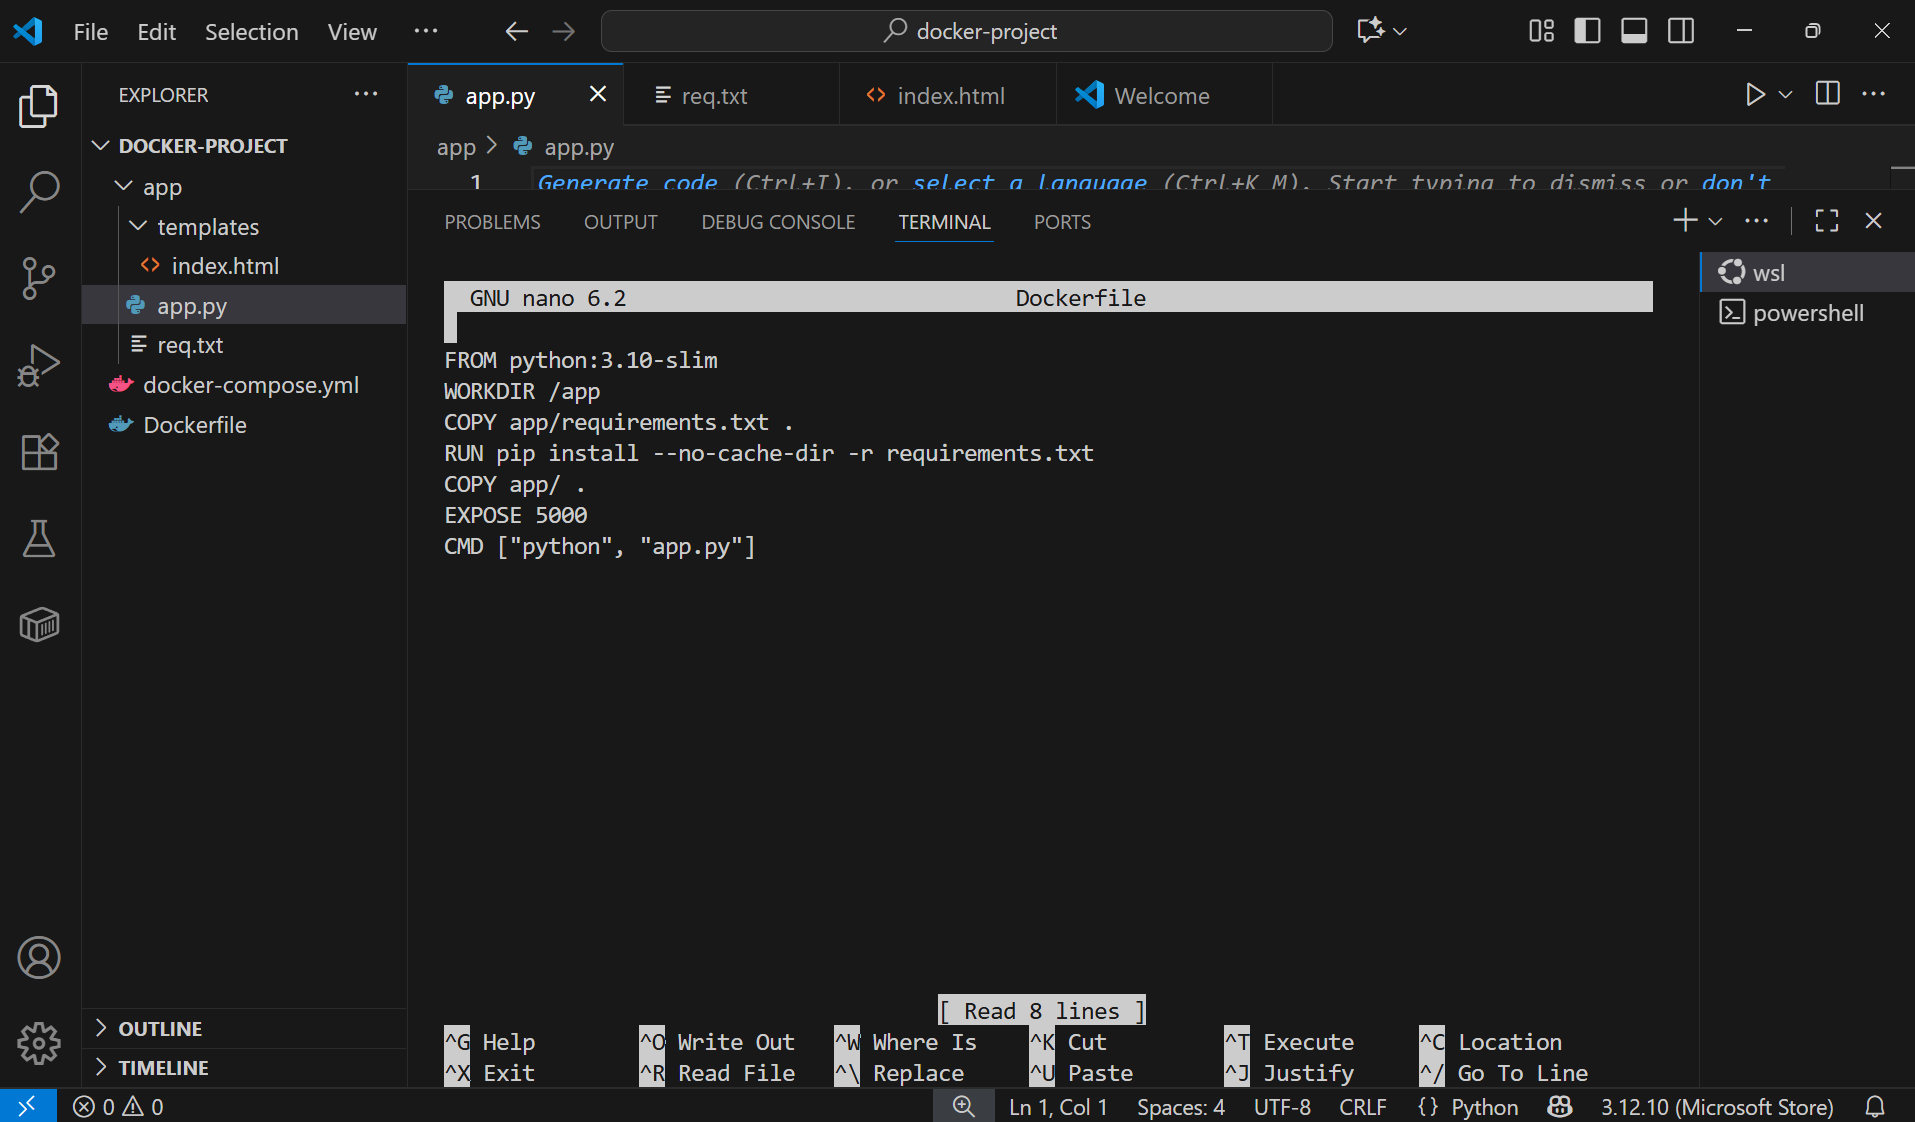 File Edit Selection View ...
docker-project
EXPLORER
DOCKER-PROJECT
app
templates
index.html
app.py
req.txt
docker-compose.yml
Dockerfile
OUTLINE
TIMELINE
app.py req.txt index.html Welcome
app > app.py
1 Generate code (Ctrl+I), or select a language (Ctrl+K M). Start typing to dismiss or don't
PROBLEMS OUTPUT DEBUG CONSOLE TERMINAL PORTS
wsl
powershell
GNU nano 6.2 Dockerfile
FROM python:3.10-slim
WORKDIR /app
COPY app/requirements.txt .
RUN pip install --no-cache-dir -r requirements.txt
COPY app/ .
EXPOSE 5000
CMD ["python", "app.py"]
[ Read 8 lines ]
^G Help ^O Write Out ^W Where Is ^K Cut ^T Execute ^C Location
^X Exit ^R Read File ^\ Replace ^U Paste ^J Justify ^/ Go To Line
0 0 Ln 1, Col 1 Spaces: 4 UTF-8 CRLF {} Python 3.12.10 (Microsoft Store)